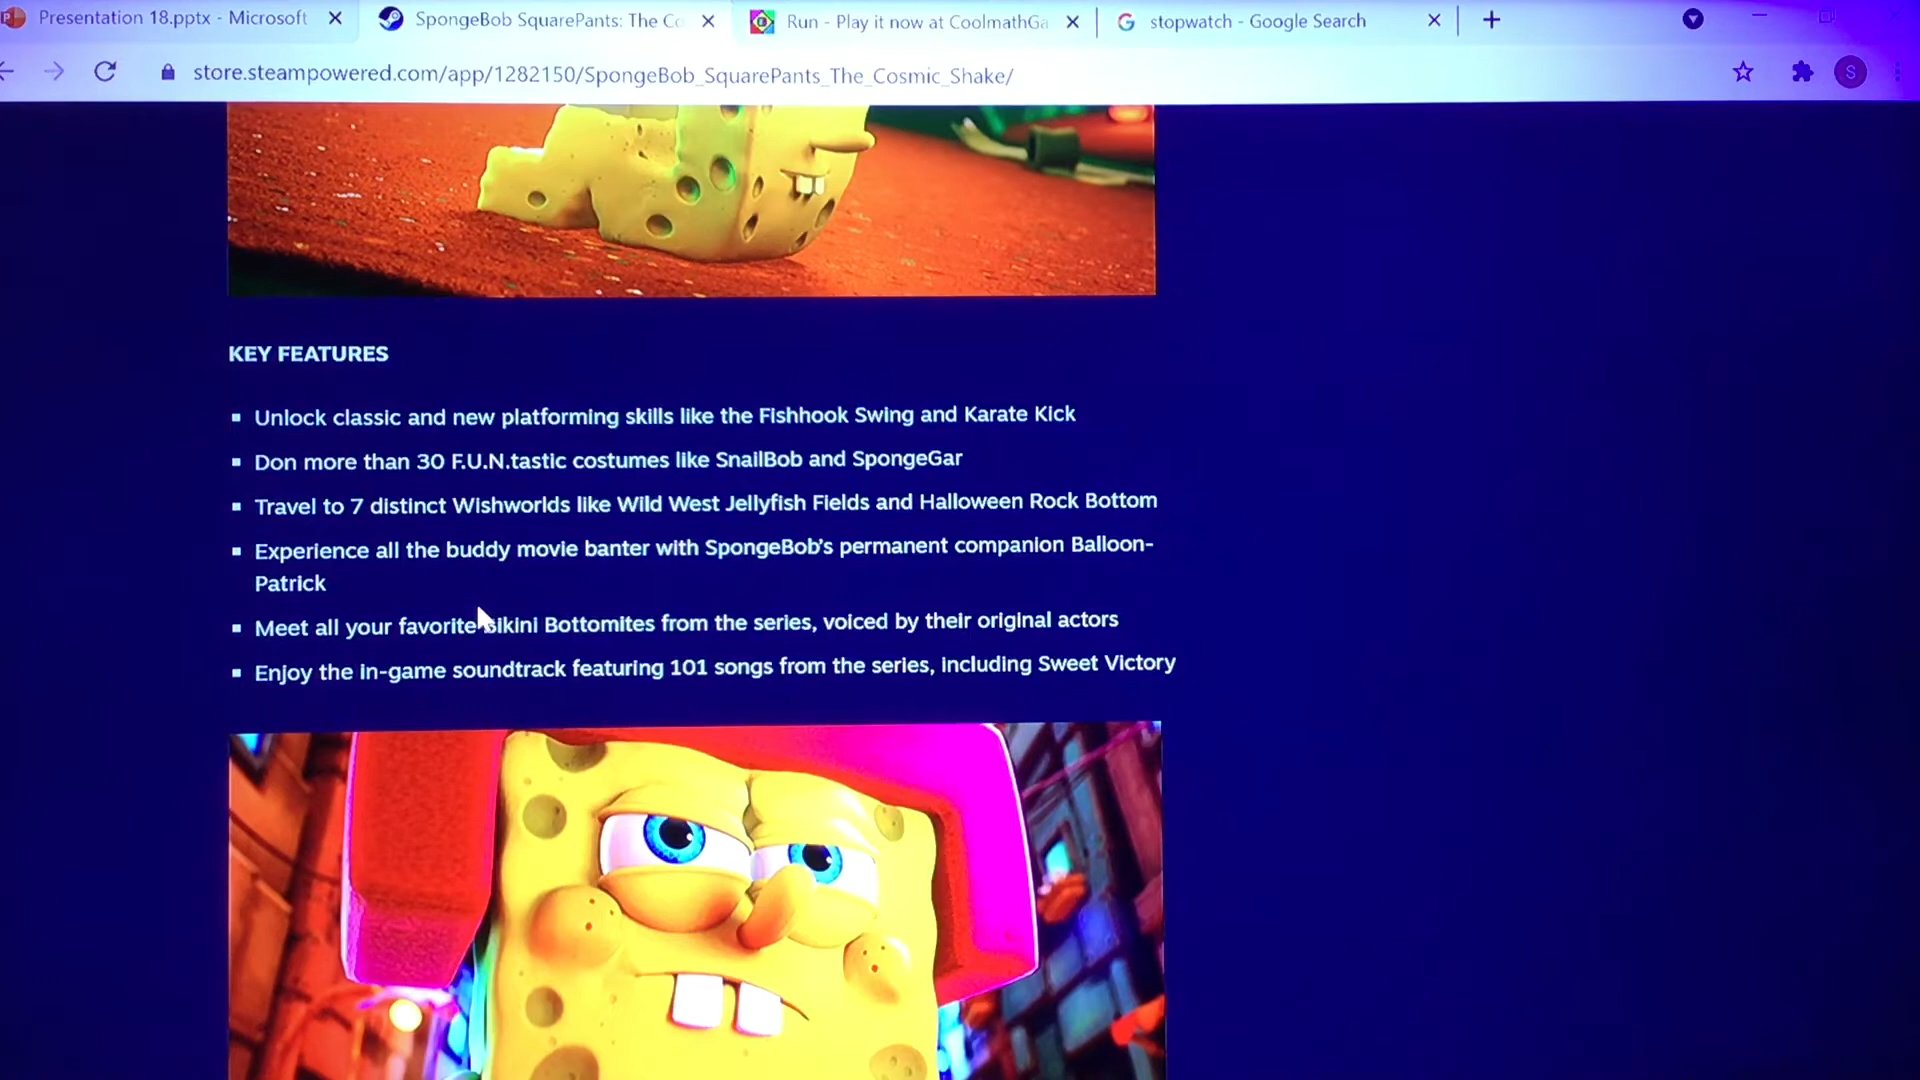 Presentation 18.pptx - Microsoft
SpongeBob SquarePants: The Co
Run - Play it now at CoolmathGa
stopwatch - Google Search
store.steampowered.com/app/1282150/SpongeBob_SquarePants_The_Cosmic_Shake/
S
KEY FEATURES
Unlock classic and new platforming skills like the Fishhook Swing and Karate Kick
Don more than 30 F.U.N.tastic costumes like SnailBob and SpongeGar
Travel to 7 distinct Wishworlds like Wild West Jellyfish Fields and Halloween Rock Bottom
Experience all the buddy movie banter with SpongeBob's permanent companion Balloon-
Patrick
Meet all your favorite Bikini Bottomites from the series, voiced by their original actors
Enjoy the in-game soundtrack featuring 101 songs from the series, including Sweet Victory